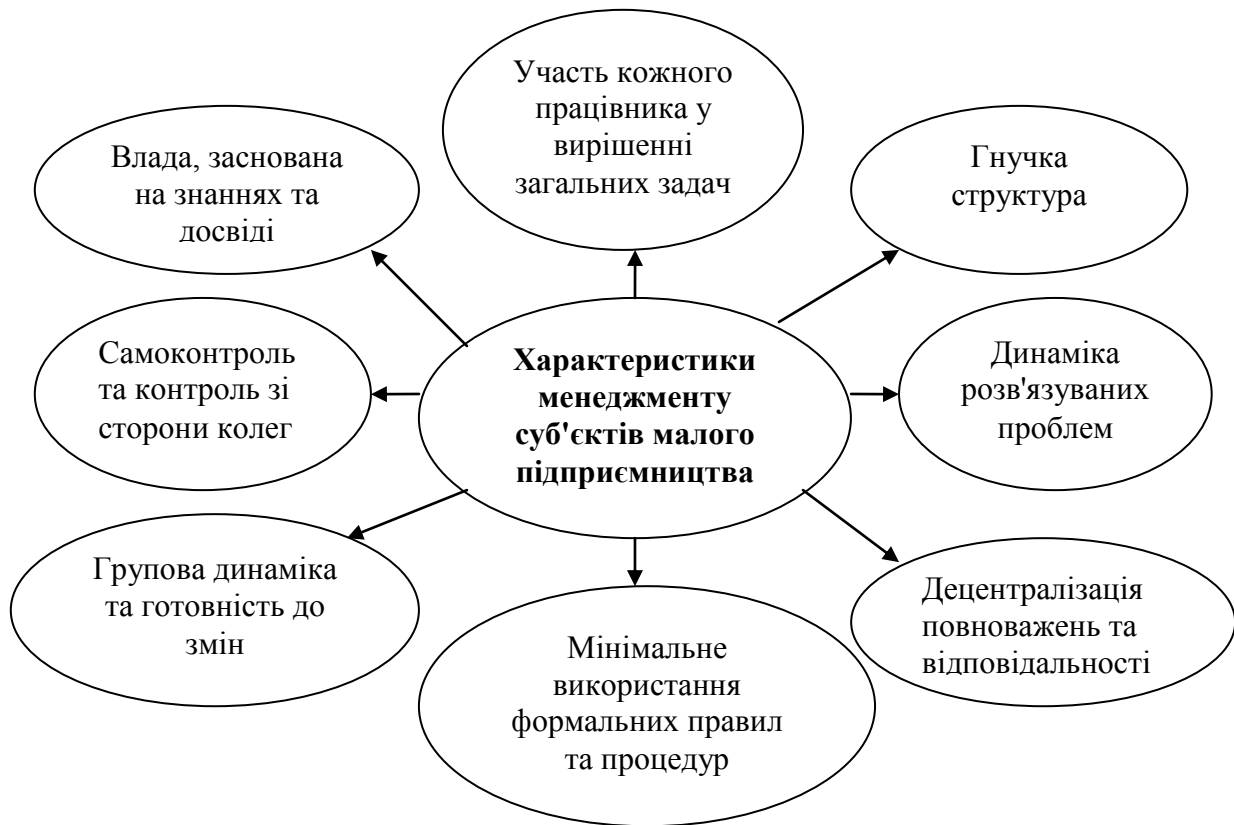 Участь кожного
працівника у
вирішенні
загальних задач
Влада, заснована
на знаннях та
досвіді
Гнучка
структура
Самоконтроль
та контроль зі
сторони колег
Характеристики
менеджменту
суб'єктів малого
підприємництва
Динаміка
розв'язуваних
проблем
Групова динаміка
та готовність до
змін
Мінімальне
використання
формальних правил
та процедур
Децентралізація
повноважень та
відповідальності